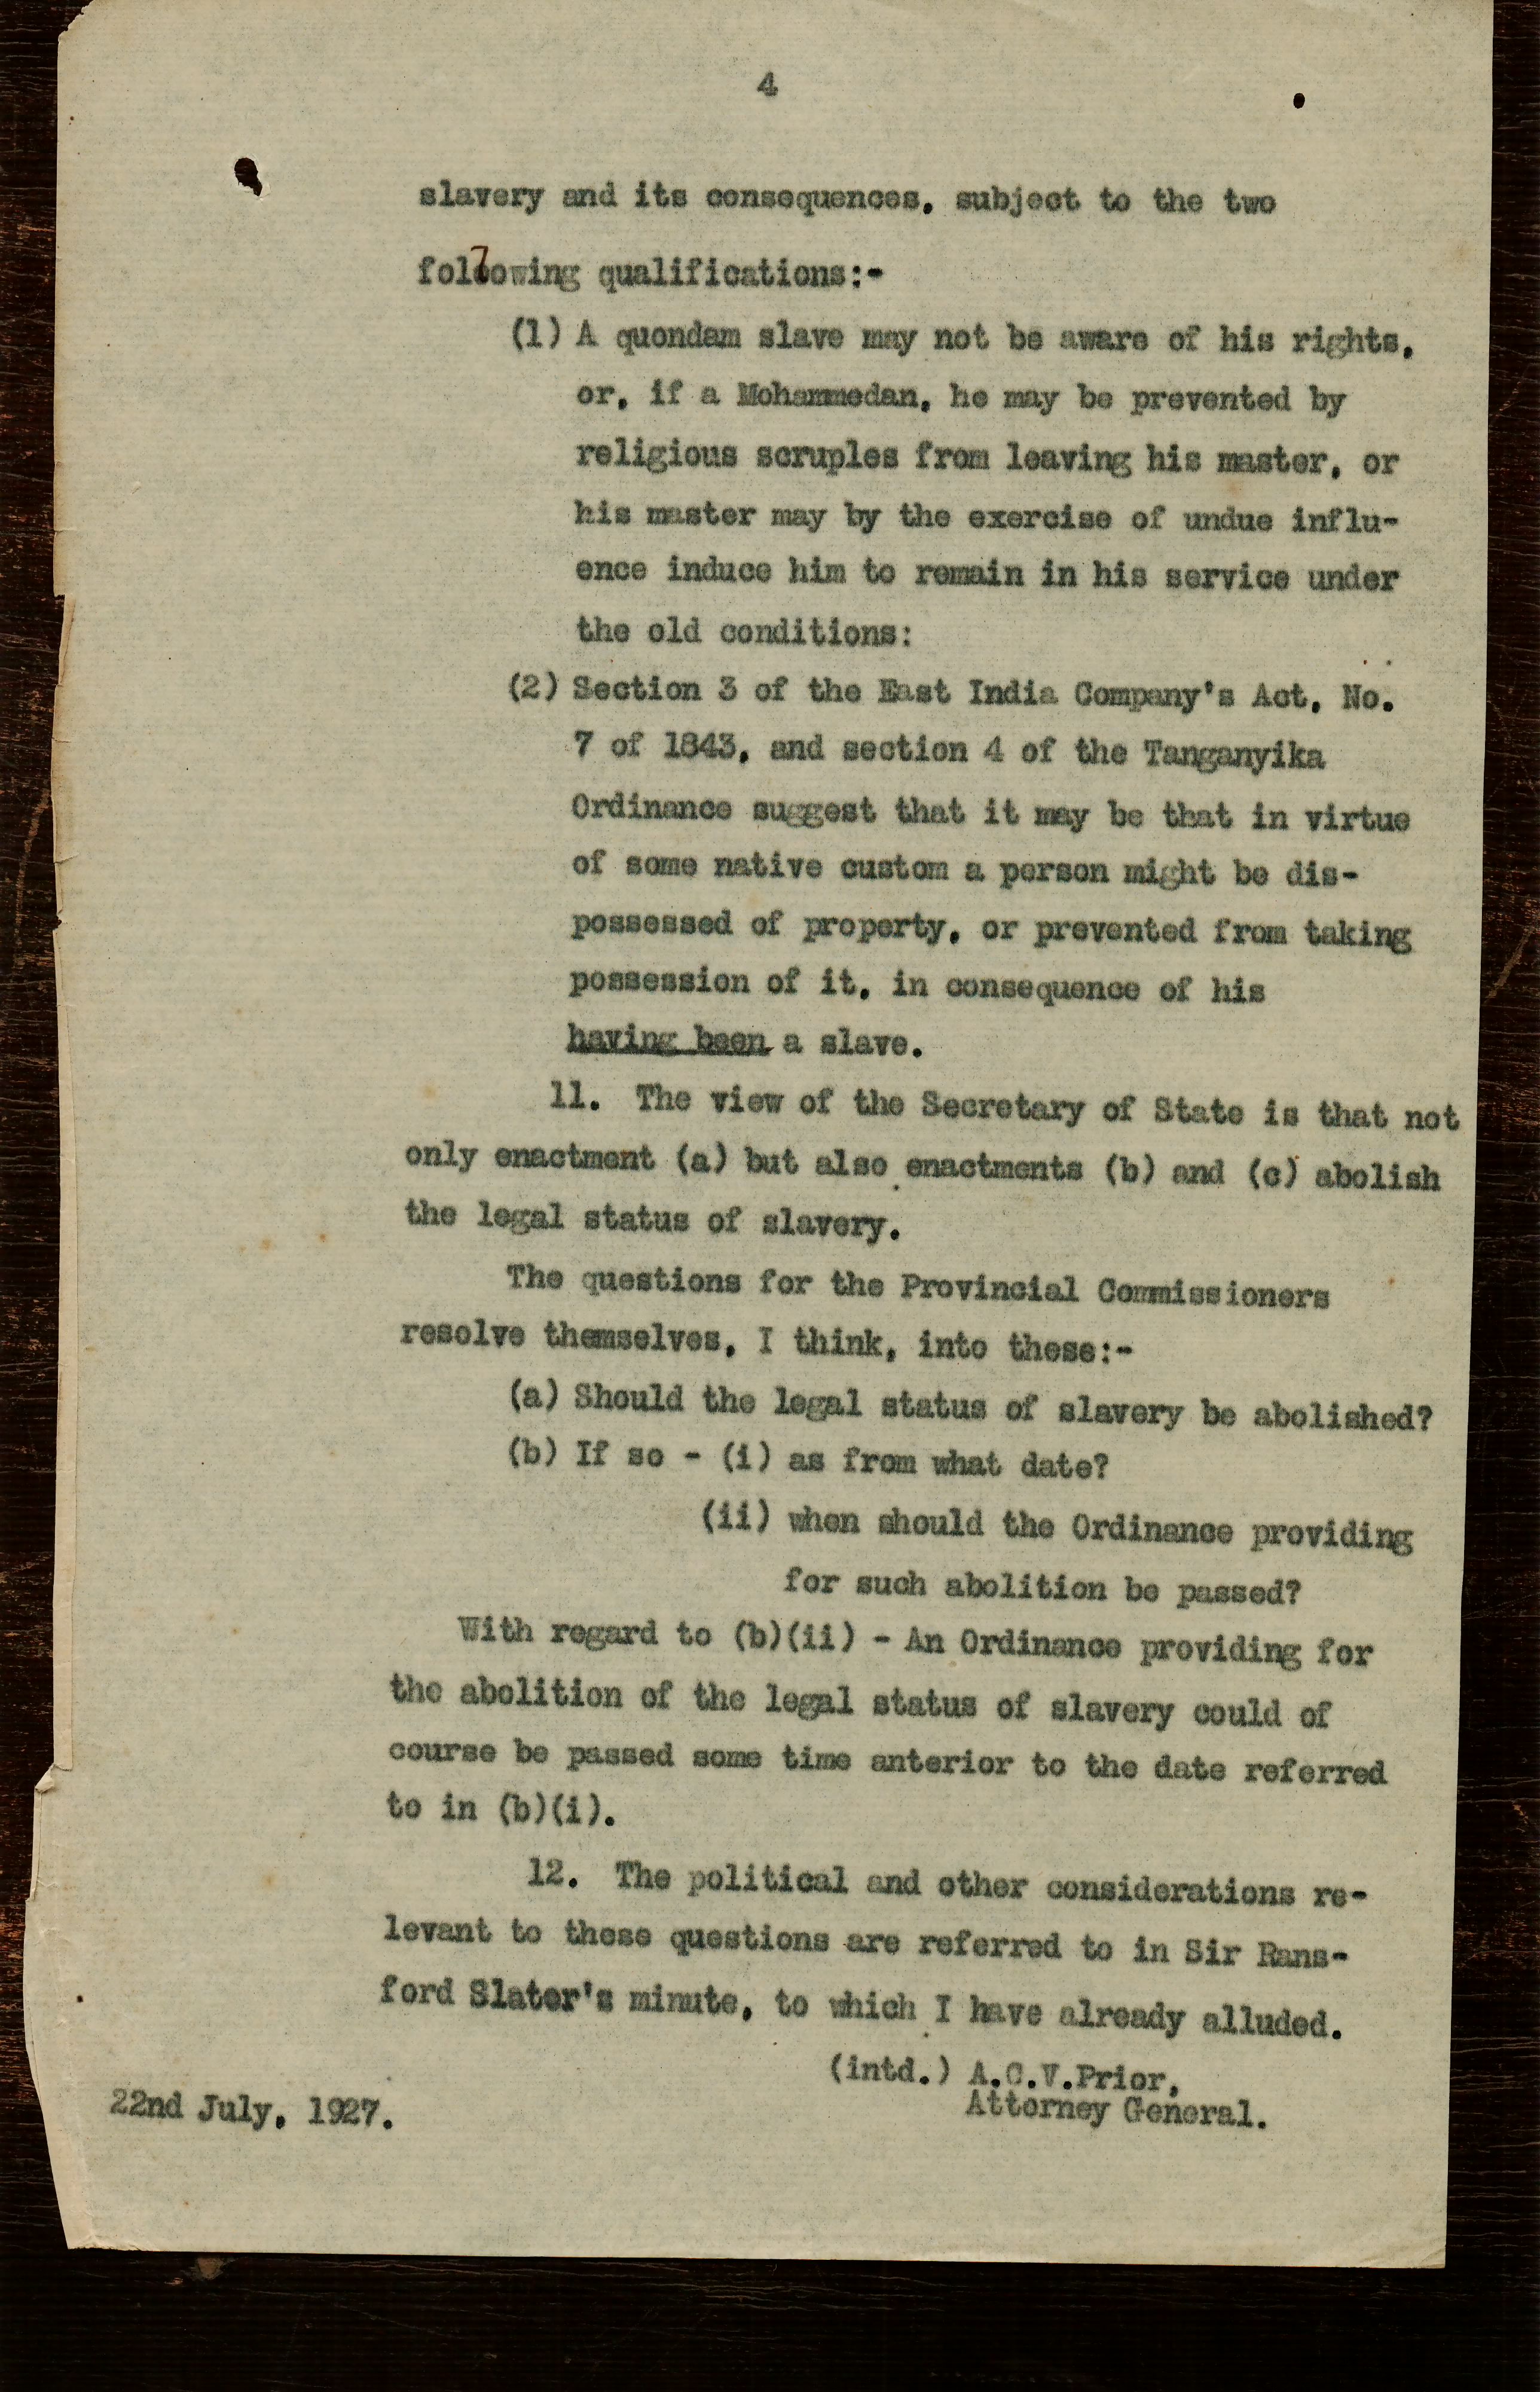 4
slavery and its consequences, subject to the two
following qualifications:-
(1) A quondam slave may not be aware of his rights,
or, if a Mohammedan, he may be prevented by
religious scruples from leaving his master, or
his master may by the exercise of undue influ-
ence induce him to remain in his service under
the old conditions:
(2) Section 3 of the East India Company's Act, No.
7 of 1843, and section 4 of the Tanganyika
Ordinance suggest that it may be that in virtue
of some native custom a person might be dis-
possessed of property, or prevented from taking
possession of it, in consequence of his
having been a slave.
11. The view of the Secretary of State is that not
only enactment (a) but also enactments (b) and (c) abolish
the legal status of slavery.
The questions for the Provincial Commissioners
resolve themselves, I think, into these:-
(a) Should the legal status of slavery be abolished?
(b) If so - (i) as from what date?
(ii) when should the Ordinance providing
for such abolition be passed?
With regard to (b)(ii) - An Ordinance providing for
the abolition of the legal status of slavery could of
course be passed some time anterior to the date referred
to in (b)(i).
12. The political and other considerations re-
levant to these questions are referred to in Sir Rans-
ford Slater's minute, to which I have already alluded.
(intd.) A.C.V.Prior,
Attorney General.
22nd July, 1927.